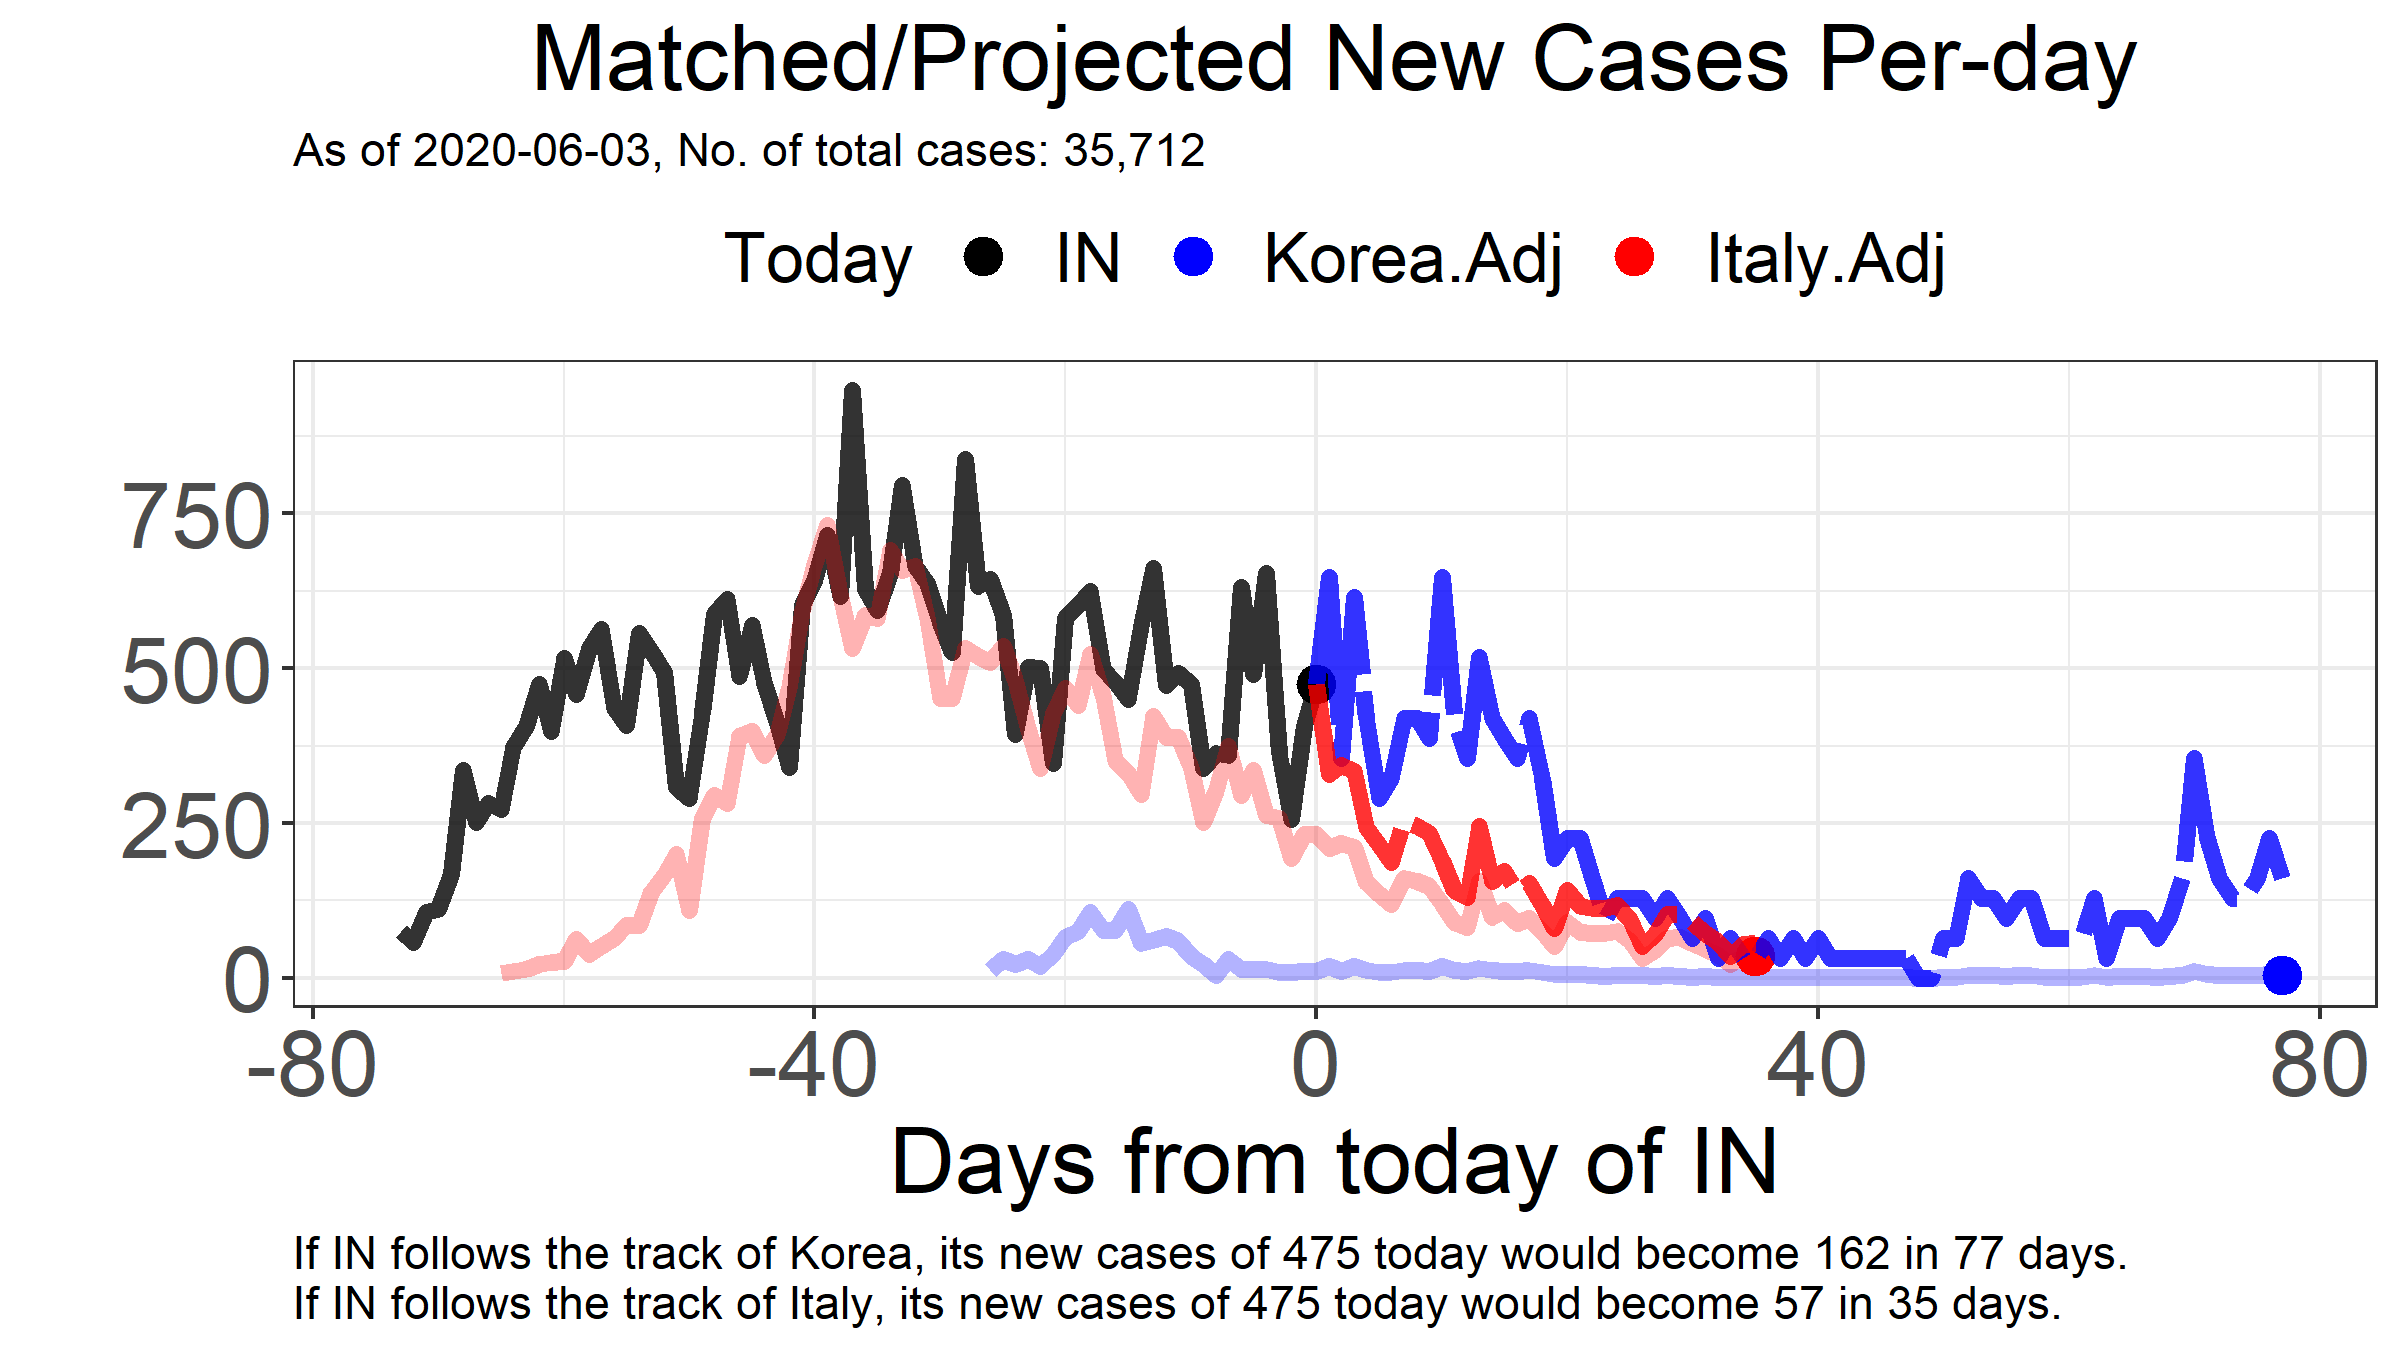 Matched/Projected New Cases Per-day
As of 2020-06-03, No. of total cases: 35,712
Today IN Korea.Adj Italy.Adj
750
500
250
0
-80 -40 0 40 80
Days from today of IN
If IN follows the track of Korea, its new cases of 475 today would become 162 in 77 days.
If IN follows the track of Italy, its new cases of 475 today would become 57 in 35 days.